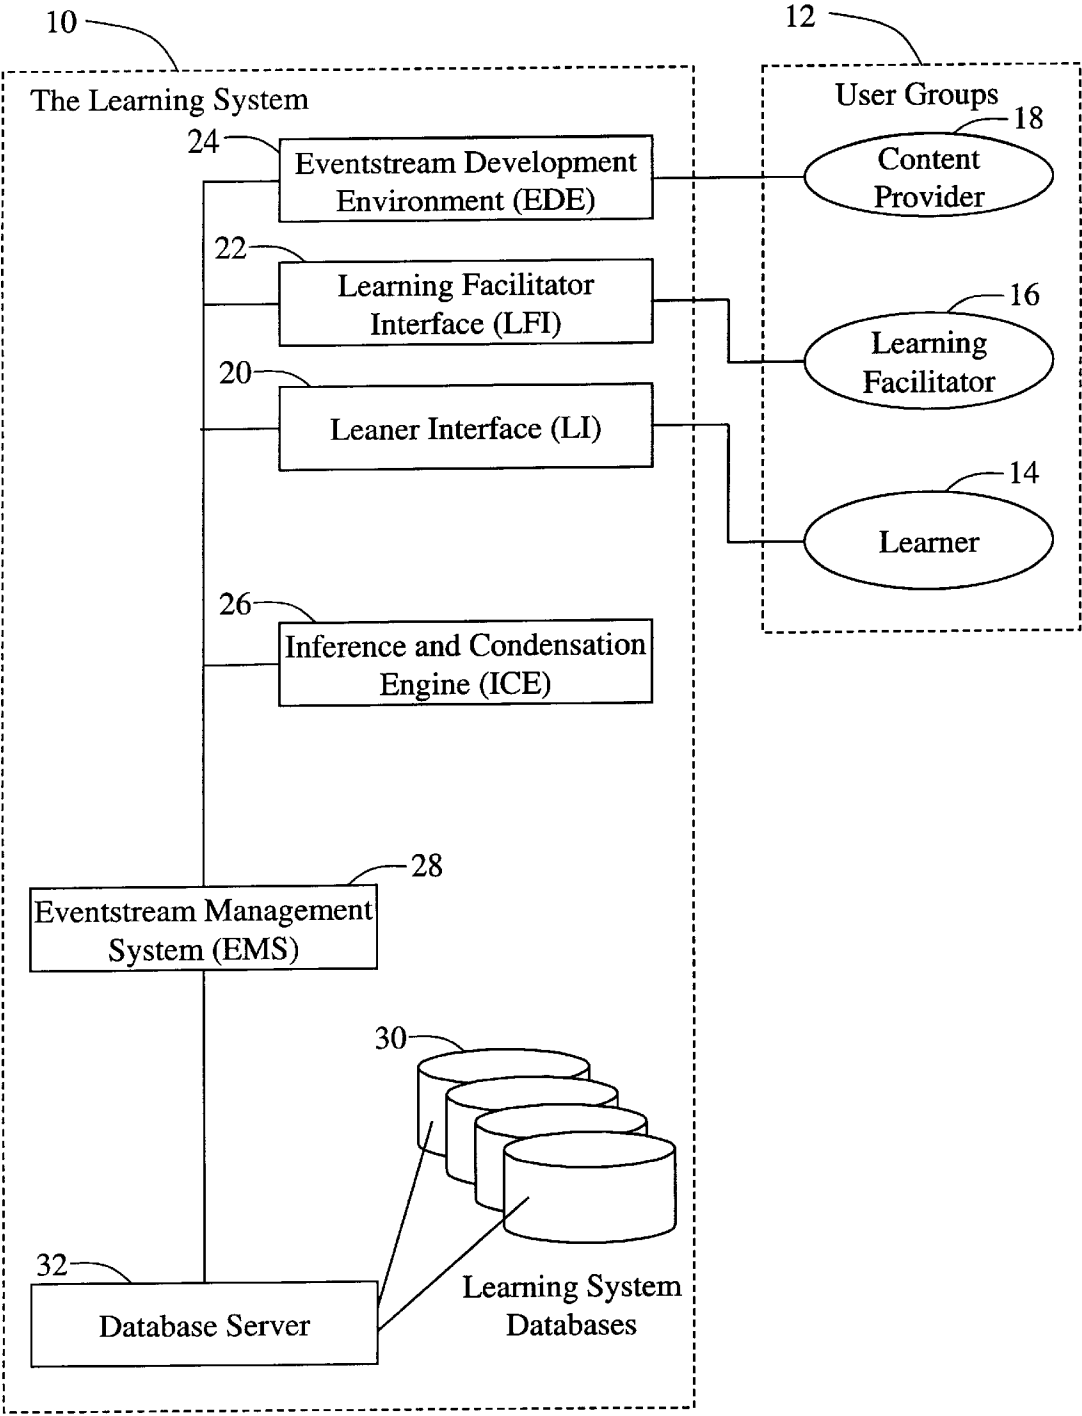 10
12
The Learning System
User Groups
24
Eventstream Development
Environment (EDE)
18
Content
Provider
22
Learning Facilitator
Interface (LFI)
16
Learning
Facilitator
20
Leaner Interface (LI)
14
Learner
26
Inference and Condensation
Engine (ICE)
28
Eventstream Management
System (EMS)
30
Learning System
Databases
32
Database Server